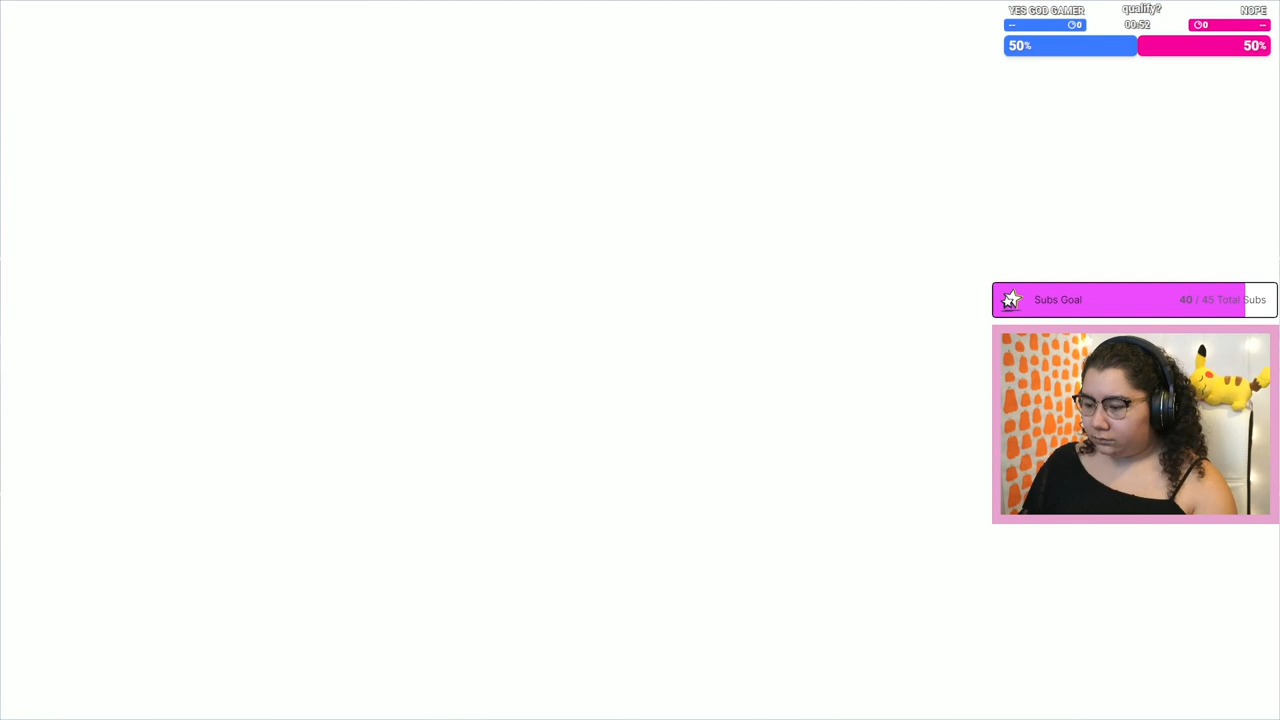 YES GOD GAMER
qualify?
NOPE
--
0
00:52
0
--
50%
50%
Subs Goal
40 / 45 Total Subs